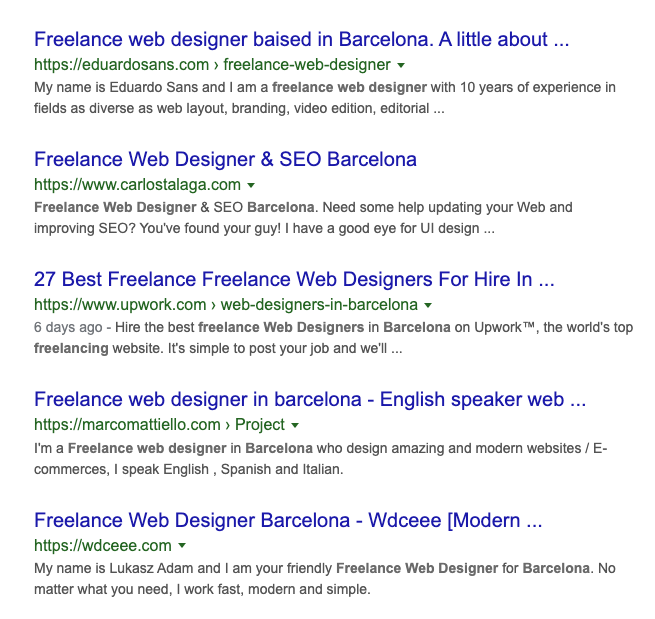 Freelance web designer baised in Barcelona. A little about ...
https://eduardosans.com › freelance-web-designer
My name is Eduardo Sans and I am a freelance web designer with 10 years of experience in
fields as diverse as web layout, branding, video edition, editorial ...
Freelance Web Designer & SEO Barcelona
https://www.carlostalaga.com
Freelance Web Designer & SEO Barcelona. Need some help updating your Web and
improving SEO? You've found your guy! I have a good eye for UI design ...
27 Best Freelance Freelance Web Designers For Hire In ...
https://www.upwork.com › web-designers-in-barcelona
6 days ago - Hire the best freelance Web Designers in Barcelona on Upwork™, the world's top
freelancing website. It's simple to post your job and we'll ...
Freelance web designer in barcelona - English speaker web ...
https://marcomattiello.com › Project
I'm a Freelance web designer in Barcelona who design amazing and modern websites / E-
commerces, I speak English , Spanish and Italian.
Freelance Web Designer Barcelona - Wdceee [Modern ...
https://wdceee.com
My name is Lukasz Adam and I am your friendly Freelance Web Designer for Barcelona. No
matter what you need, I work fast, modern and simple.